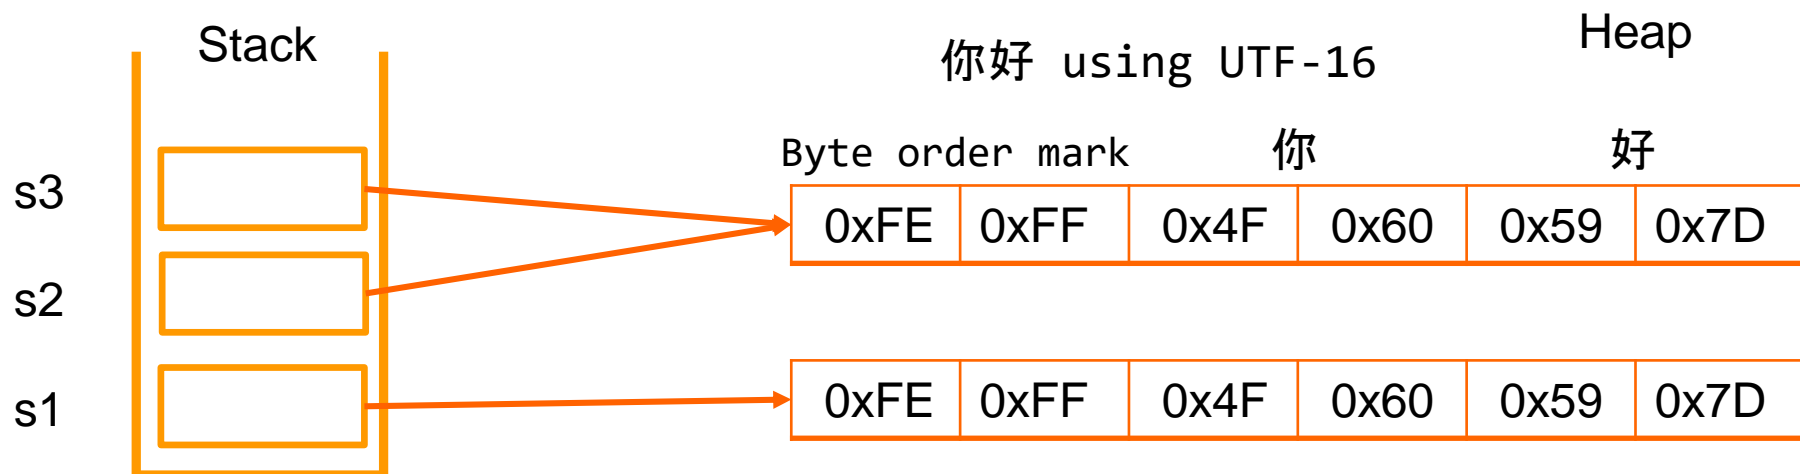 Stack
你好 using UTF-16
Heap
Byte order mark 你 好
s3
0xFE 0xFF 0x4F 0x60 0x59 0x7D
s2
s1
0xFE 0xFF 0x4F 0x60 0x59 0x7D